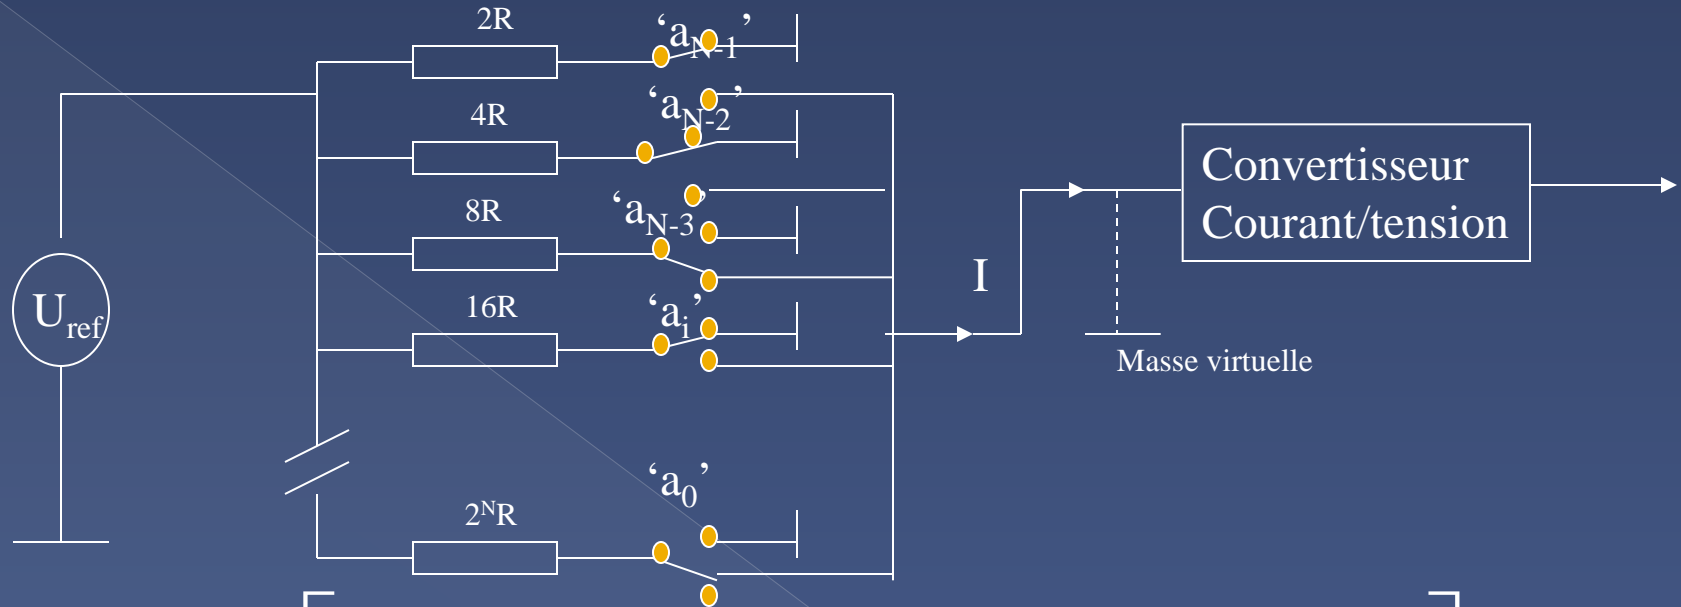 2R
‘aN-1’
4R
‘aN-2’
8R
‘aN-3’
16R
‘ai’
2ᴺR
‘a0’
Uref
I
Masse virtuelle
Convertisseur
Courant/tension